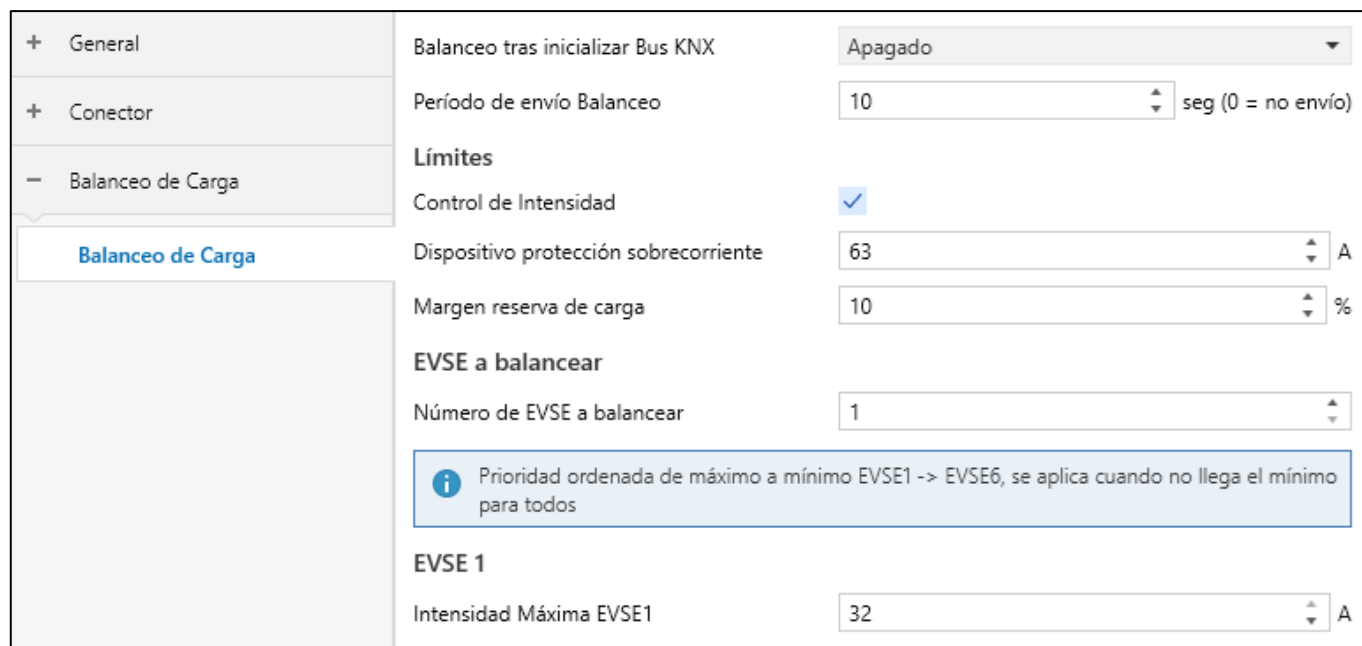 + General
+ Conector
− Balanceo de Carga
Balanceo de Carga
Balanceo tras inicializar Bus KNX Apagado
Período de envío Balanceo 10 seg (0 = no envío)
Límites
Control de Intensidad
Dispositivo protección sobrecorriente 63 A
Margen reserva de carga 10 %
EVSE a balancear
Número de EVSE a balancear 1
Prioridad ordenada de máximo a mínimo EVSE1 -> EVSE6, se aplica cuando no llega el mínimo
para todos
EVSE 1
Intensidad Máxima EVSE1 32 A